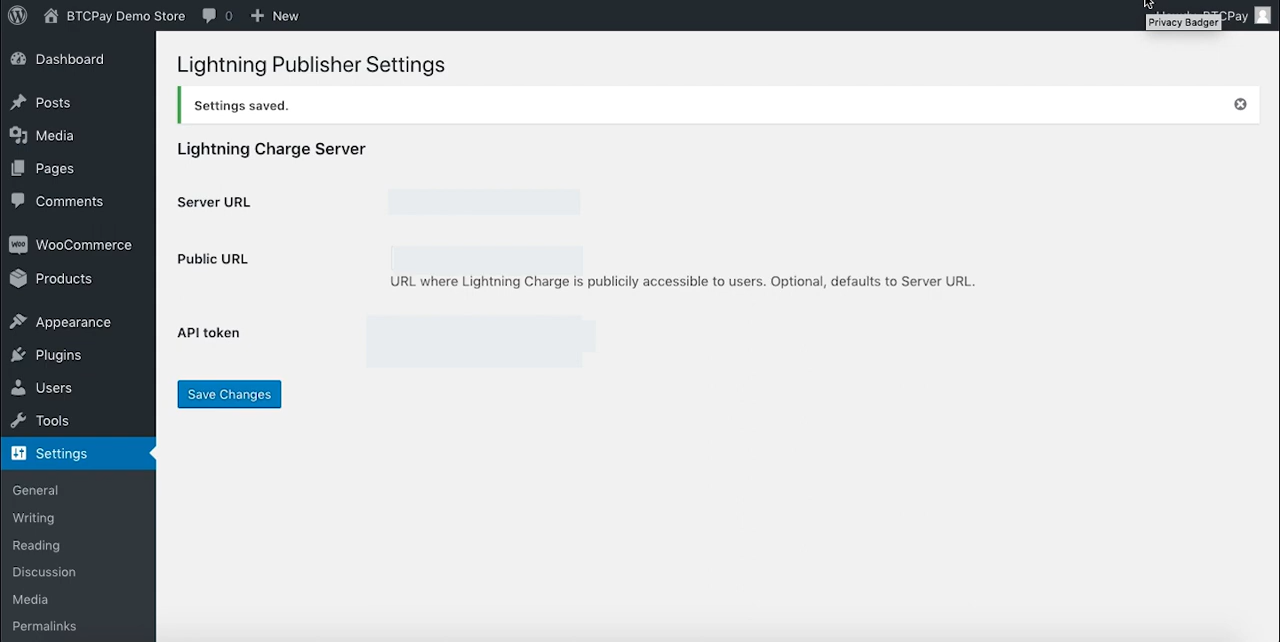 BTCPay Demo Store 0 New
BTCPay
Privacy Badger
Dashboard
Posts
Media
Pages
Comments
WooCommerce
Products
Appearance
Plugins
Users
Tools
Settings
General
Writing
Reading
Discussion
Media
Permalinks
Lightning Publisher Settings
Settings saved.
Lightning Charge Server
Server URL
Public URL
URL where Lightning Charge is publicily accessible to users. Optional, defaults to Server URL.
API token
Save Changes